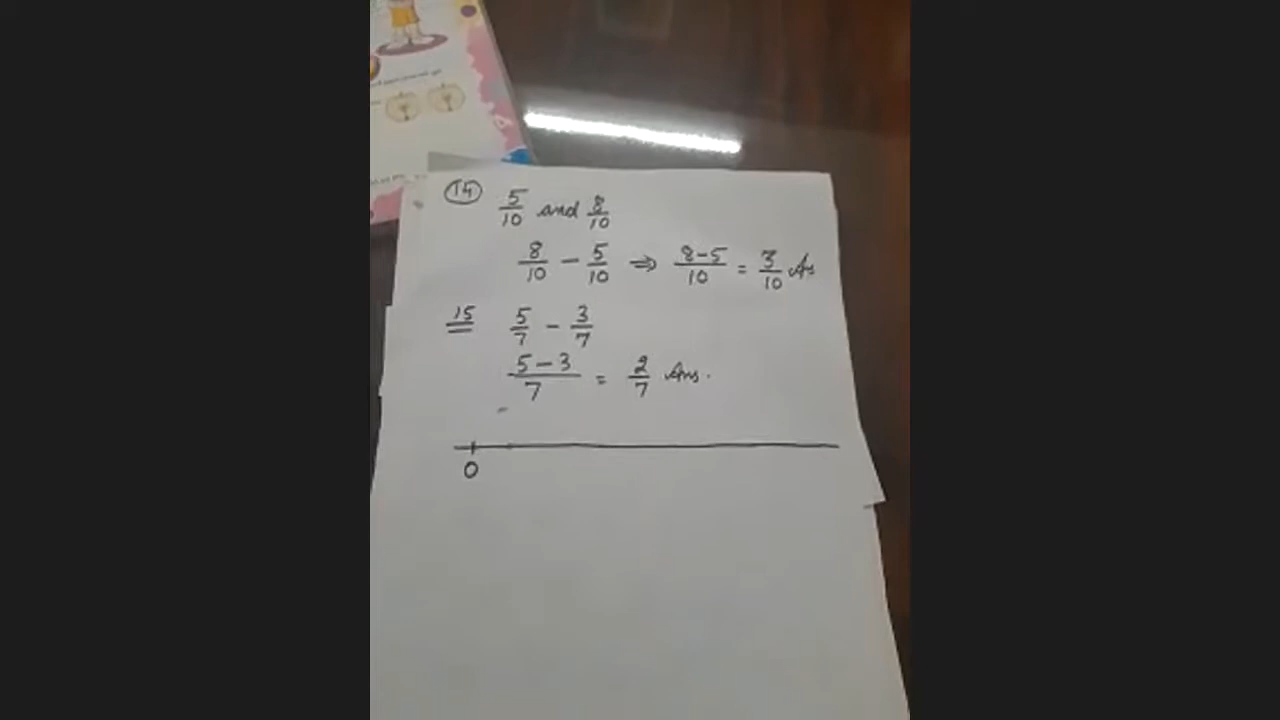 14 5/10 and 8/10
8/10 − 5/10 ⇒ 8−5/10 = 3/10 As
15 5/7 − 3/7
5−3/7 = 2/7 Ans.
0